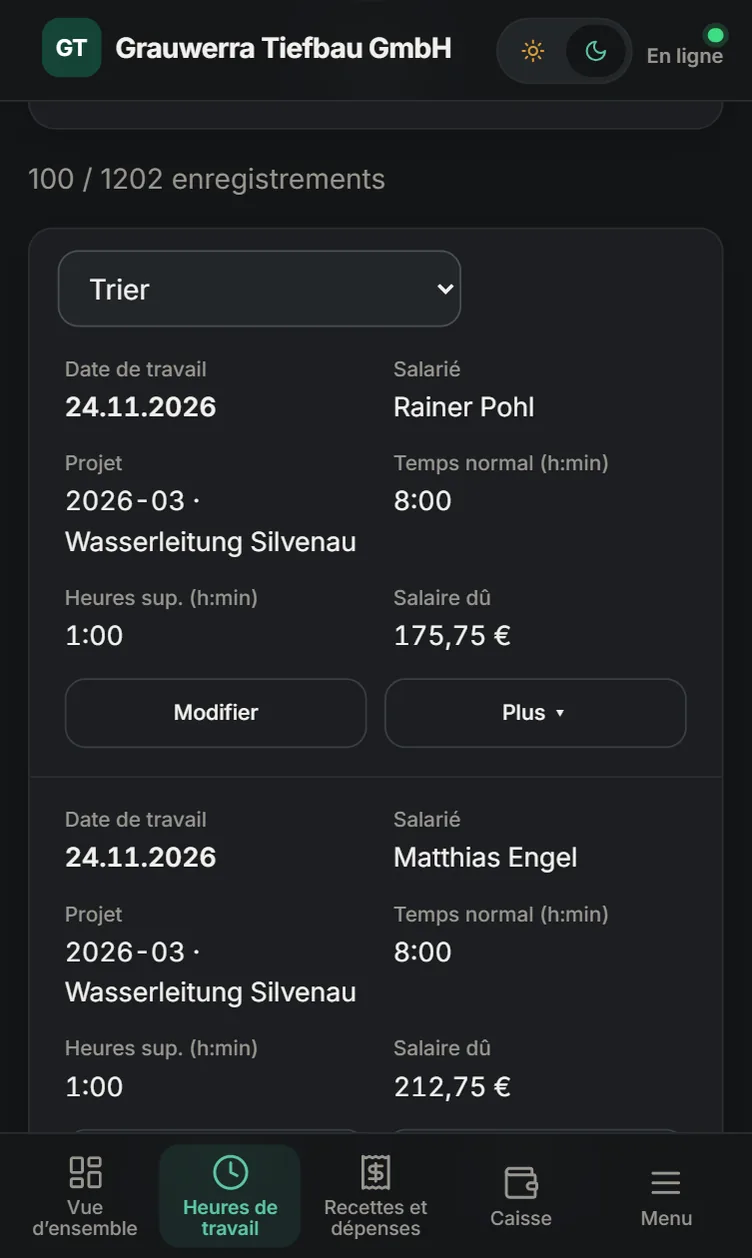 GT
Grauwerra Tiefbau GmbH
En ligne
100 / 1202 enregistrements
Trier
Date de travail
24.11.2026
Salarié
Rainer Pohl
Projet
2026-03 ·
Wasserleitung Silvenau
Temps normal (h:min)
8:00
Heures sup. (h:min)
1:00
Salaire dû
175,75 €
Modifier
Plus ▾
Date de travail
24.11.2026
Salarié
Matthias Engel
Projet
2026-03 ·
Wasserleitung Silvenau
Temps normal (h:min)
8:00
Heures sup. (h:min)
1:00
Salaire dû
212,75 €
Vue
d’ensemble
Heures de
travail
Recettes et
dépenses
Caisse
Menu